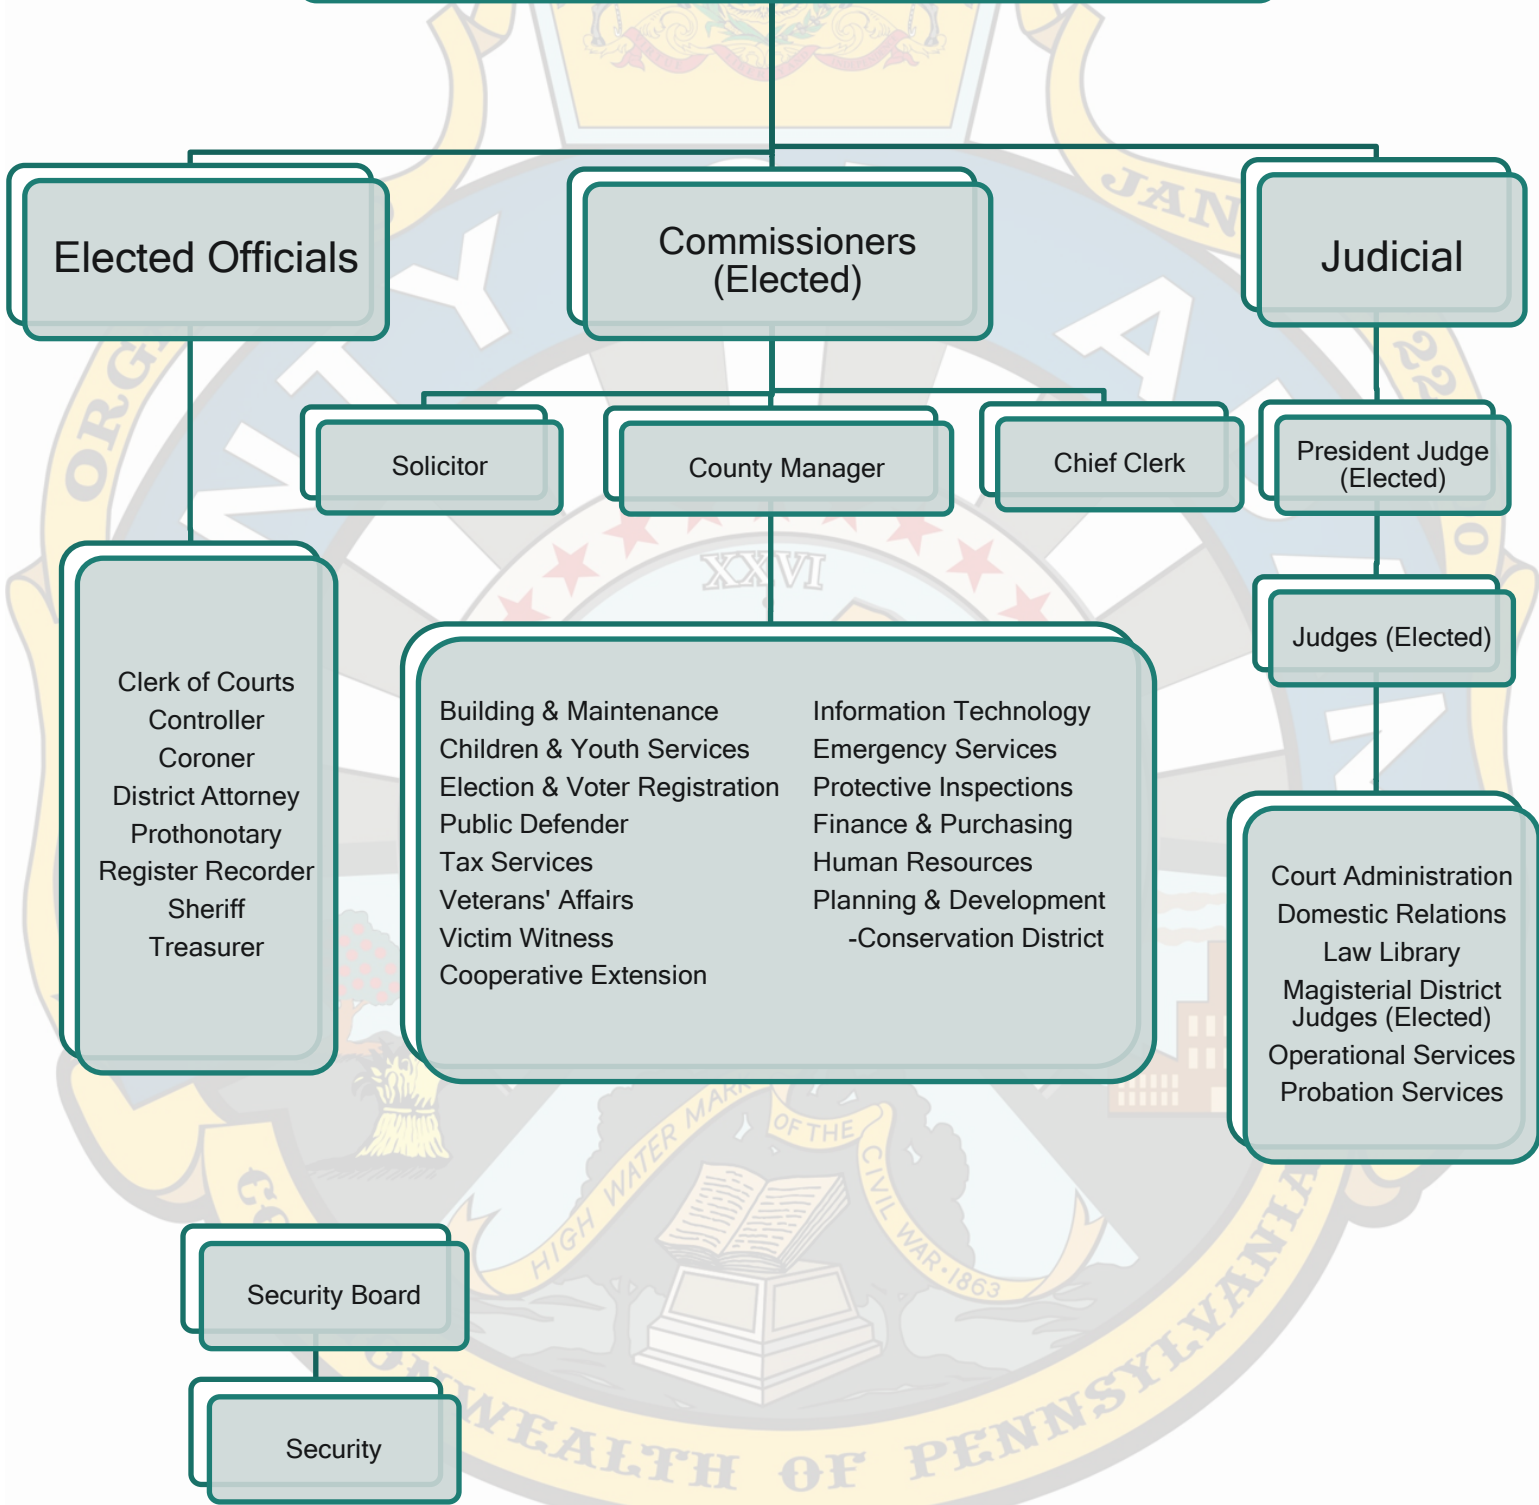 Elected Officials
Commissioners
(Elected)
Judicial
Solicitor
County Manager
Chief Clerk
President Judge
(Elected)
Judges (Elected)
Clerk of Courts
Controller
Coroner
District Attorney
Prothonotary
Register Recorder
Sheriff
Treasurer
Building & Maintenance
Children & Youth Services
Election & Voter Registration
Public Defender
Tax Services
Veterans' Affairs
Victim Witness
Cooperative Extension
Information Technology
Emergency Services
Protective Inspections
Finance & Purchasing
Human Resources
Planning & Development
-Conservation District
Court Administration
Domestic Relations
Law Library
Magisterial District
Judges (Elected)
Operational Services
Probation Services
Security Board
Security
XXVI
HIGH WATER MARK OF THE CIVIL WAR·1863
OF PENNSYLVANIA